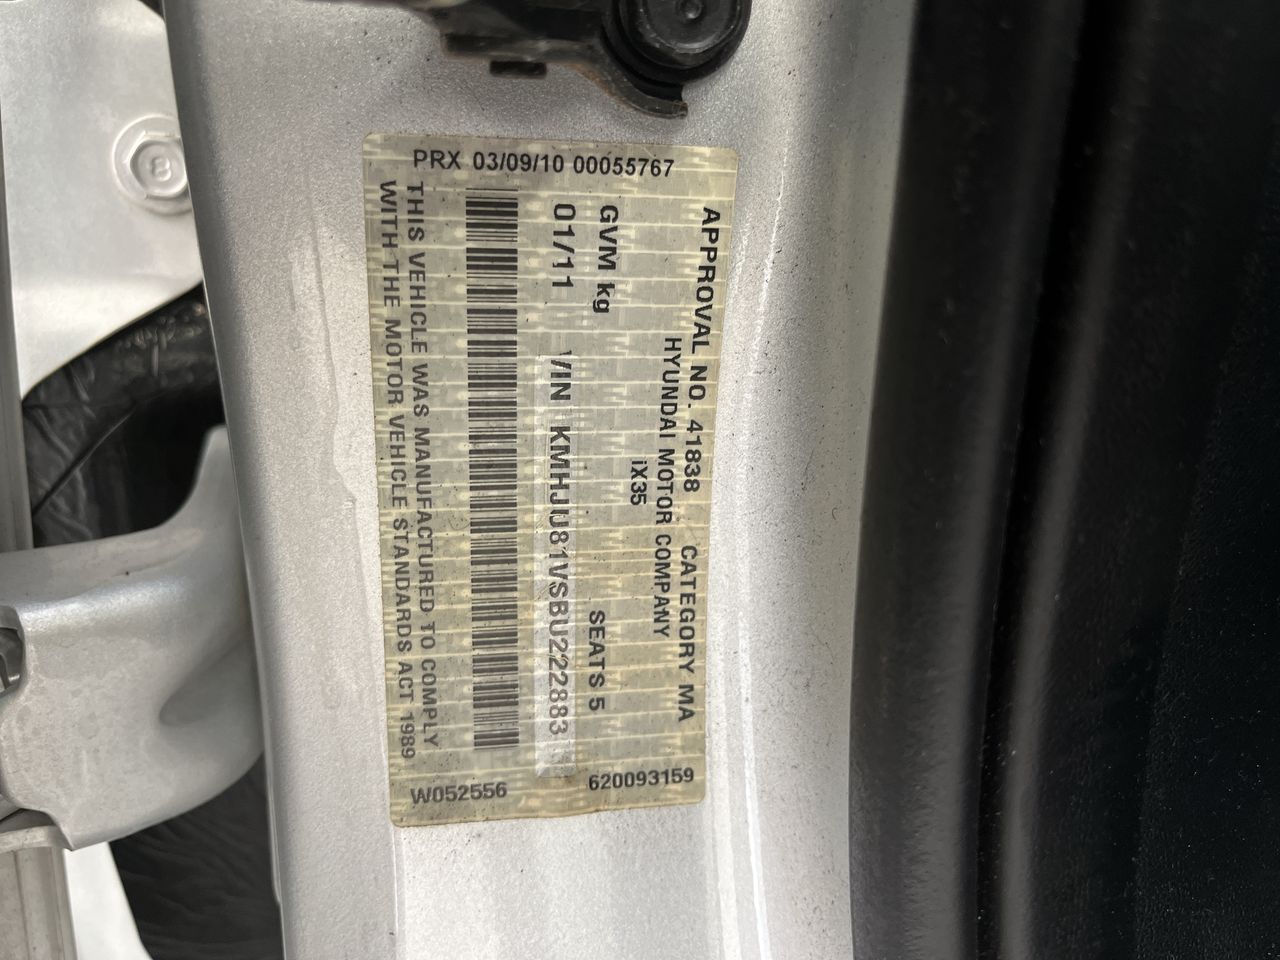 PRX 03/09/10 00055767
APPROVAL NO. 41838 CATEGORY MA
HYUNDAI MOTOR COMPANY
iX35
GVM kg SEATS 5
01/11 VIN KMHJU81VSBU222883
THIS VEHICLE WAS MANUFACTURED TO COMPLY
WITH THE MOTOR VEHICLE STANDARDS ACT 1989
W052556
620093159